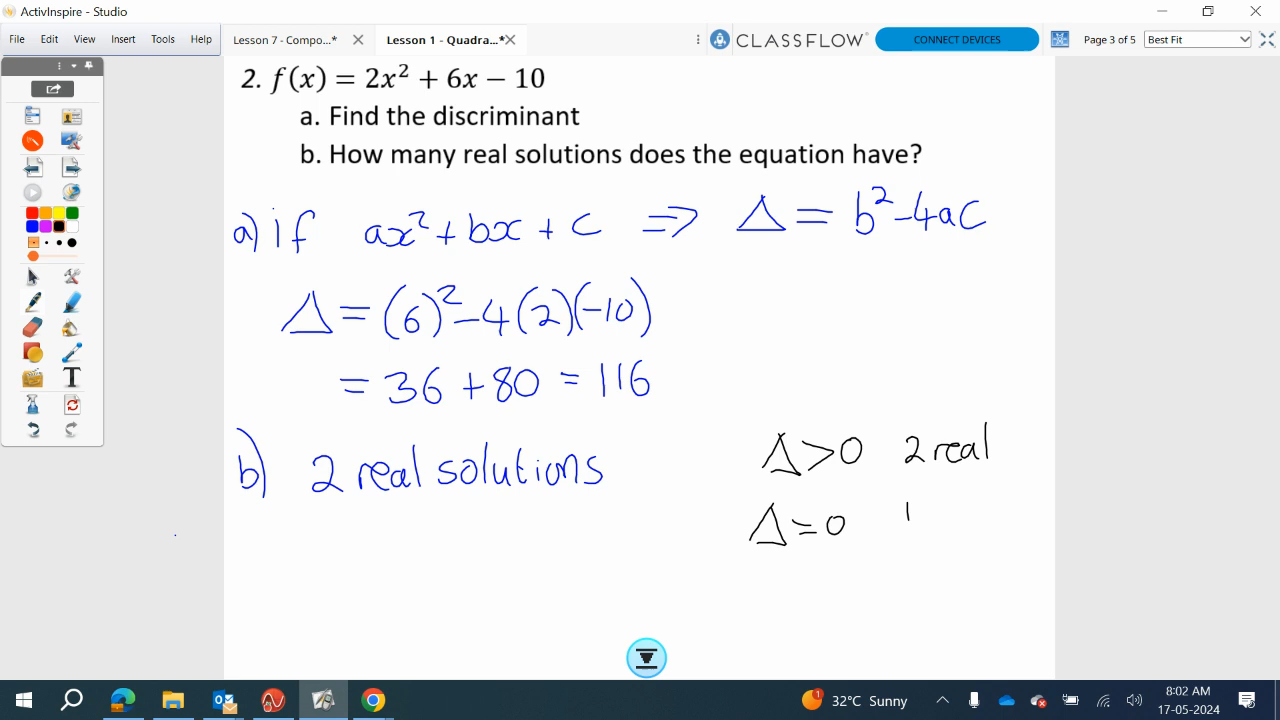 ActivInspire - Studio
File Edit View Insert Tools Help
Lesson 7 - Compo...*
Lesson 1 - Quadra...*
CLASSFLOW
CONNECT DEVICES
Page 3 of 5
Best Fit
2. f(x) = 2x² + 6x − 10
a. Find the discriminant
b. How many real solutions does the equation have?
a) if ax² + bx + c ⇒ Δ = b² - 4ac
Δ = (6)² - 4(2)(-10)
= 36 + 80 = 116
b) 2 real solutions
Δ > 0 2 real
Δ = 0 1
1
32°C Sunny
8:02 AM
17-05-2024